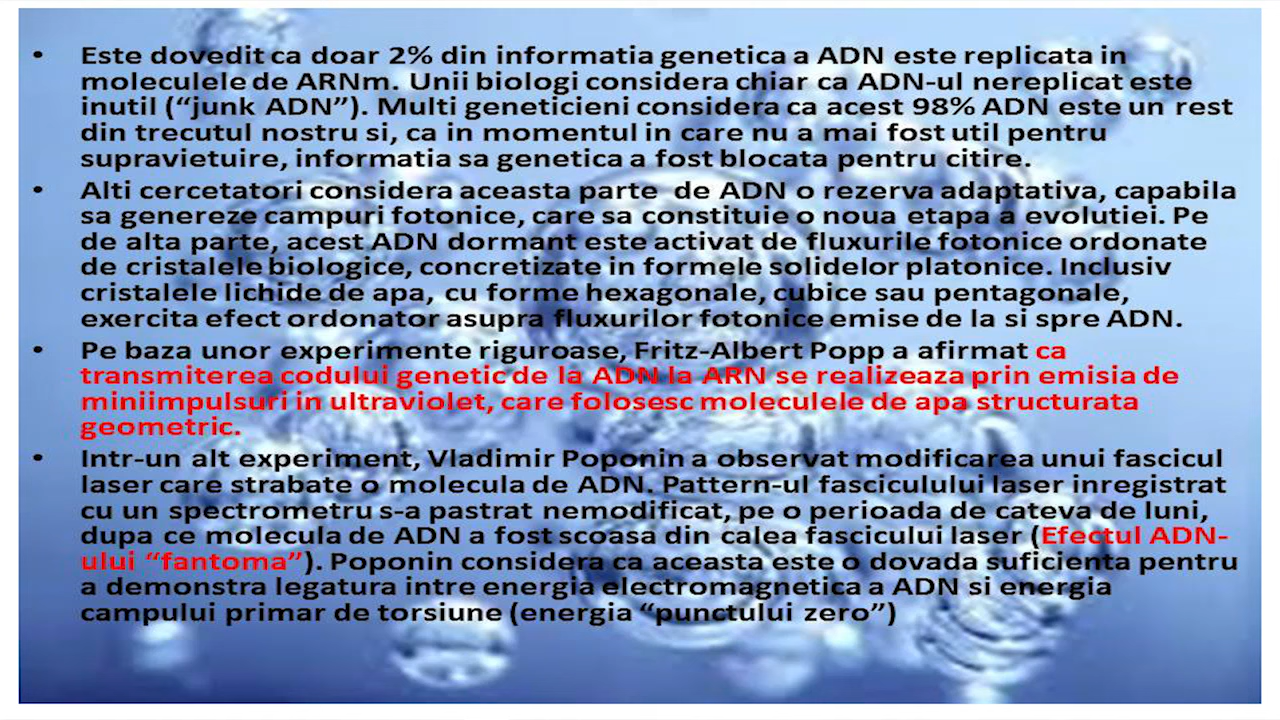 • Este dovedit ca doar 2% din informatia genetica a ADN este replicata in
moleculele de ARNm. Unii biologi considera chiar ca ADN-ul nereplicat este
inutil (“junk ADN”). Multi geneticieni considera ca acest 98% ADN este un rest
din trecutul nostru si, ca in momentul in care nu a mai fost util pentru
supravietuire, informatia sa genetica a fost blocata pentru citire.
• Alti cercetatori considera aceasta parte de ADN o rezerva adaptativa, capabila
sa genereze campuri fotonice, care sa constituie o noua etapa a evolutiei. Pe
de alta parte, acest ADN dormant este activat de fluxurile fotonice ordonate
de cristalele biologice, concretizate in formele solidelor platonice. Inclusiv
cristalele lichide de apa, cu forme hexagonale, cubice sau pentagonale,
exercita efect ordonator asupra fluxurilor fotonice emise de la si spre ADN.
• Pe baza unor experimente riguroase, Fritz-Albert Popp a afirmat ca
transmiterea codului genetic de la ADN la ARN se realizeaza prin emisia de
miniimpulsuri in ultraviolet, care folosesc moleculele de apa structurata
geometric.
• Intr-un alt experiment, Vladimir Poponin a observat modificarea unui fascicul
laser care strabate o molecula de ADN. Pattern-ul fasciculului laser inregistrat
cu un spectrometru s-a pastrat nemodificat, pe o perioada de cateva de luni,
dupa ce molecula de ADN a fost scoasa din calea fascicului laser (Efectul ADN-
ului “fantoma”). Poponin considera ca aceasta este o dovada suficienta pentru
a demonstra legatura intre energia electromagnetica a ADN si energia
campului primar de torsiune (energia “punctului zero”)